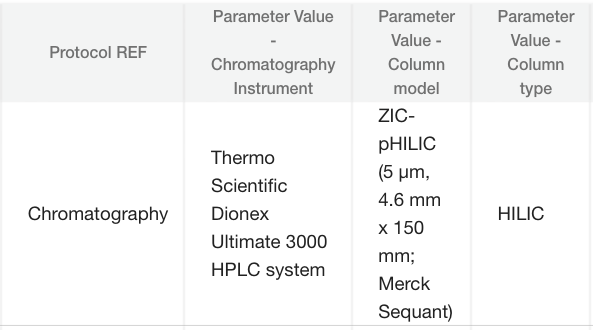 Protocol REF
Parameter Value
-
Chromatography
Instrument
Parameter
Value -
Column
model
Parameter
Value -
Column
type
Chromatography
Thermo
Scientific
Dionex
Ultimate 3000
HPLC system
ZIC-
pHILIC
(5 µm,
4.6 mm
x 150
mm;
Merck
Sequant)
HILIC